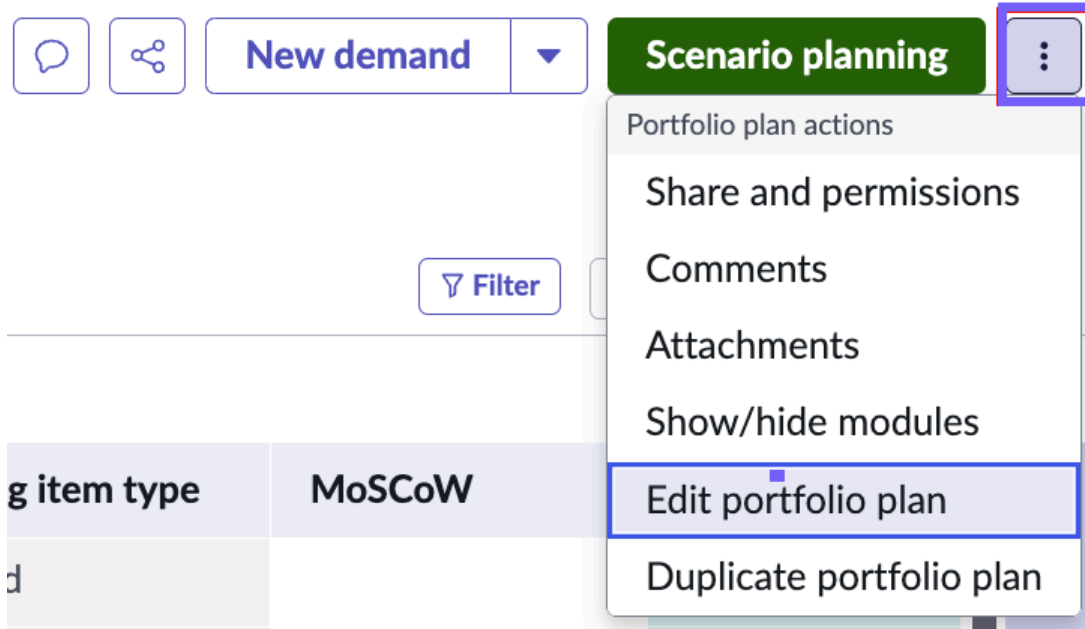 New demand
Scenario planning
Portfolio plan actions
Share and permissions
Comments
Filter
Attachments
Show/hide modules
g item type
MoSCoW
Edit portfolio plan
d
Duplicate portfolio plan